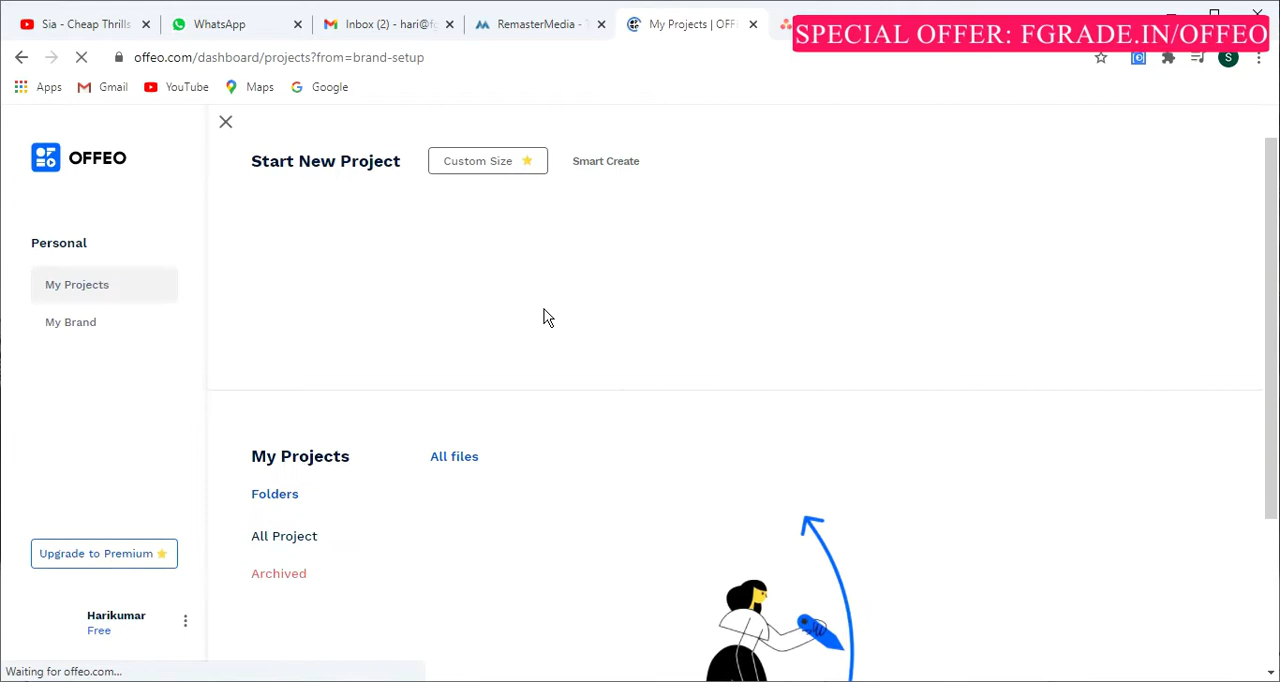 Sia - Cheap Thrills
WhatsApp
Inbox (2) - hari@f
RemasterMedia -
My Projects | OFF
SPECIAL OFFER: FGRADE.IN/OFFEO
offeo.com/dashboard/projects?from=brand-setup
S
Apps
Gmail
YouTube
Maps
Google
OFFEO
Start New Project
Custom Size
Smart Create
Personal
My Projects
My Brand
My Projects
All files
Folders
All Project
Archived
Upgrade to Premium
Harikumar
Free
Waiting for offeo.com...